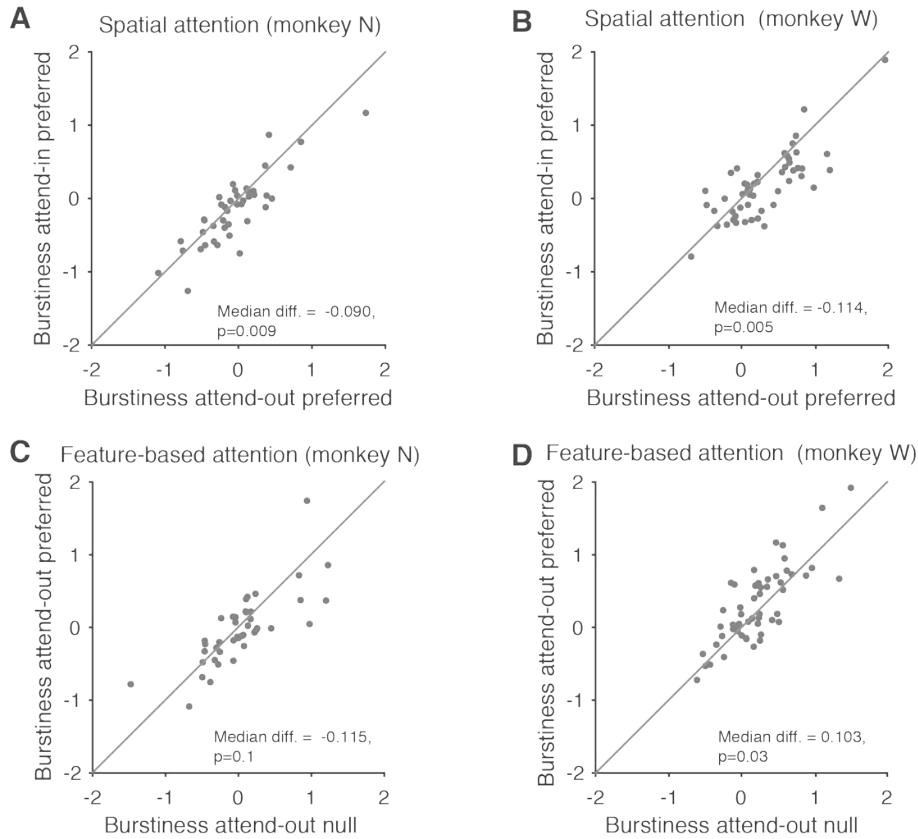 A
Spatial attention (monkey N)
2
1
0
-1
-2
Burstiness attend-in preferred
Median diff. = -0.090,
p=0.009
-2 -1 0 1 2
Burstiness attend-out preferred
B
Spatial attention (monkey W)
2
1
0
-1
-2
Burstiness attend-in preferred
Median diff. = -0.114,
p=0.005
-2 -1 0 1 2
Burstiness attend-out preferred
C
Feature-based attention (monkey N)
2
1
0
-1
-2
Burstiness attend-out preferred
Median diff. = -0.115,
p=0.1
-2 -1 0 1 2
Burstiness attend-out null
D
Feature-based attention (monkey W)
2
1
0
-1
-2
Burstiness attend-out preferred
Median diff. = 0.103,
p=0.03
-2 -1 0 1 2
Burstiness attend-out null